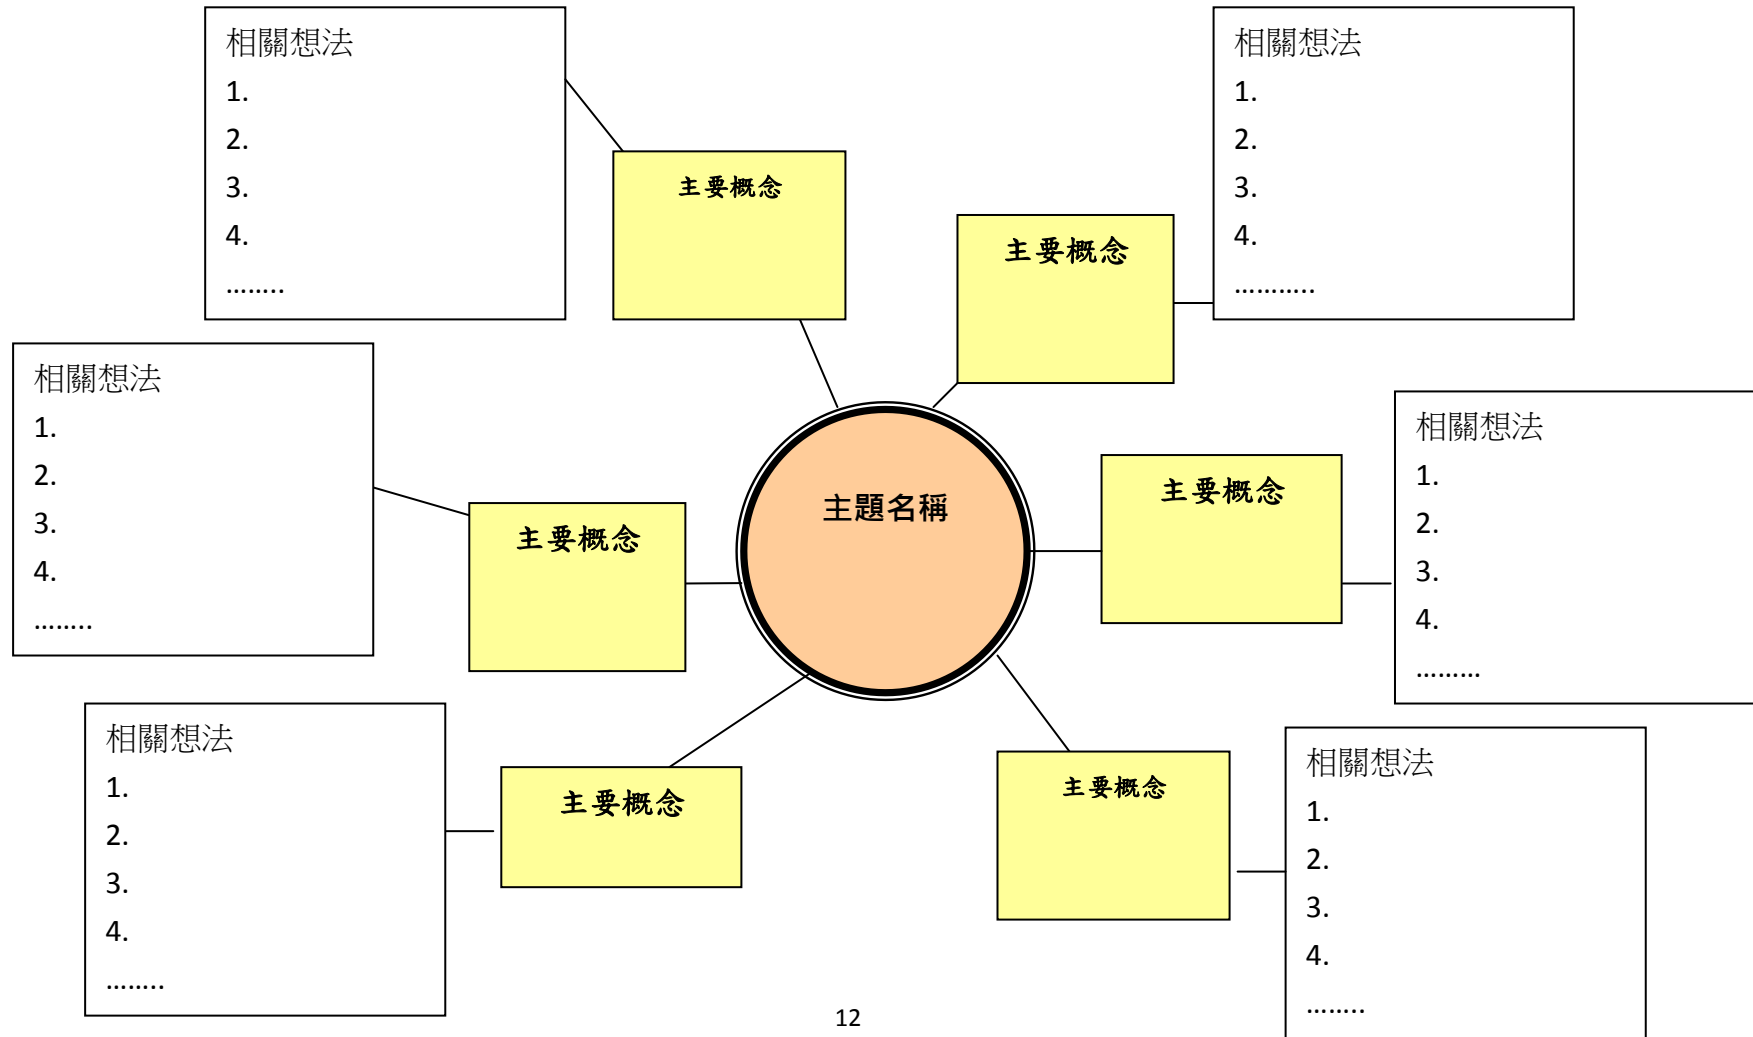 相關想法
1.
2.
3.
4.
……..
主要概念
主要概念
相關想法
1.
2.
3.
4.
………..
相關想法
1.
2.
3.
4.
……..
主要概念
主題名稱
主要概念
相關想法
1.
2.
3.
4.
………
相關想法
1.
2.
3.
4.
……..
主要概念
主要概念
相關想法
1.
2.
3.
4.
……..
12